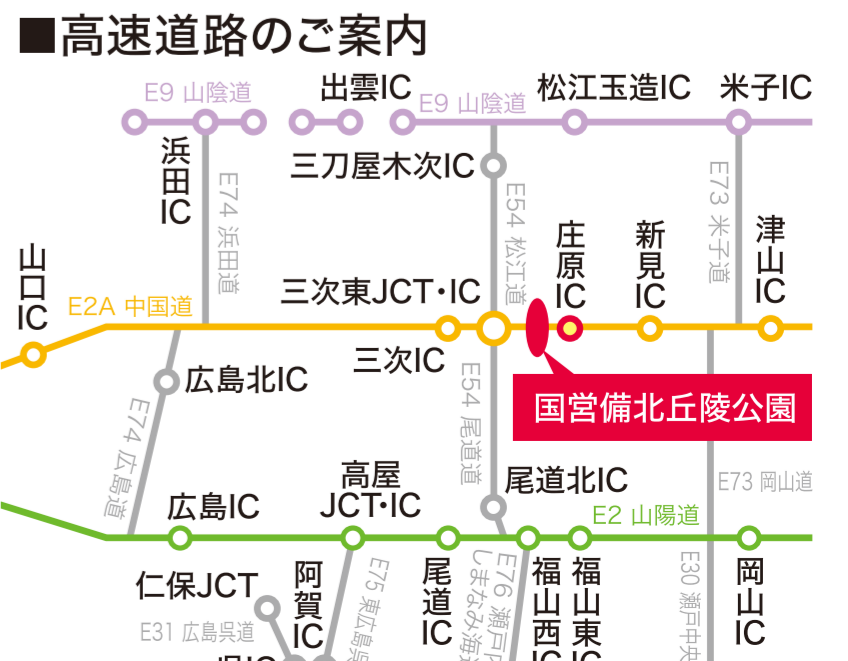 ■高速道路のご案内
E9 山陰道
出雲IC
E9 山陰道
松江玉造IC
米子IC
浜田IC
E74 浜田道
三刀屋木次IC
E54 松江道
E73 米子道
山口IC
E2A 中国道
三次東JCT・IC
庄原IC
新見IC
津山IC
三次IC
広島北IC
E74 広島道
E54 尾道道
国営備北丘陵公園
高屋
JCT・IC
広島IC
尾道北IC
E2 山陽道
E73 岡山道
仁保JCT
阿賀IC
E75 東広島呉
尾道IC
E76 瀬戸内
しまなみ海道
福山西IC
福山東IC
E30 瀬戸中央
岡山IC
E31 広島呉道
呉IC